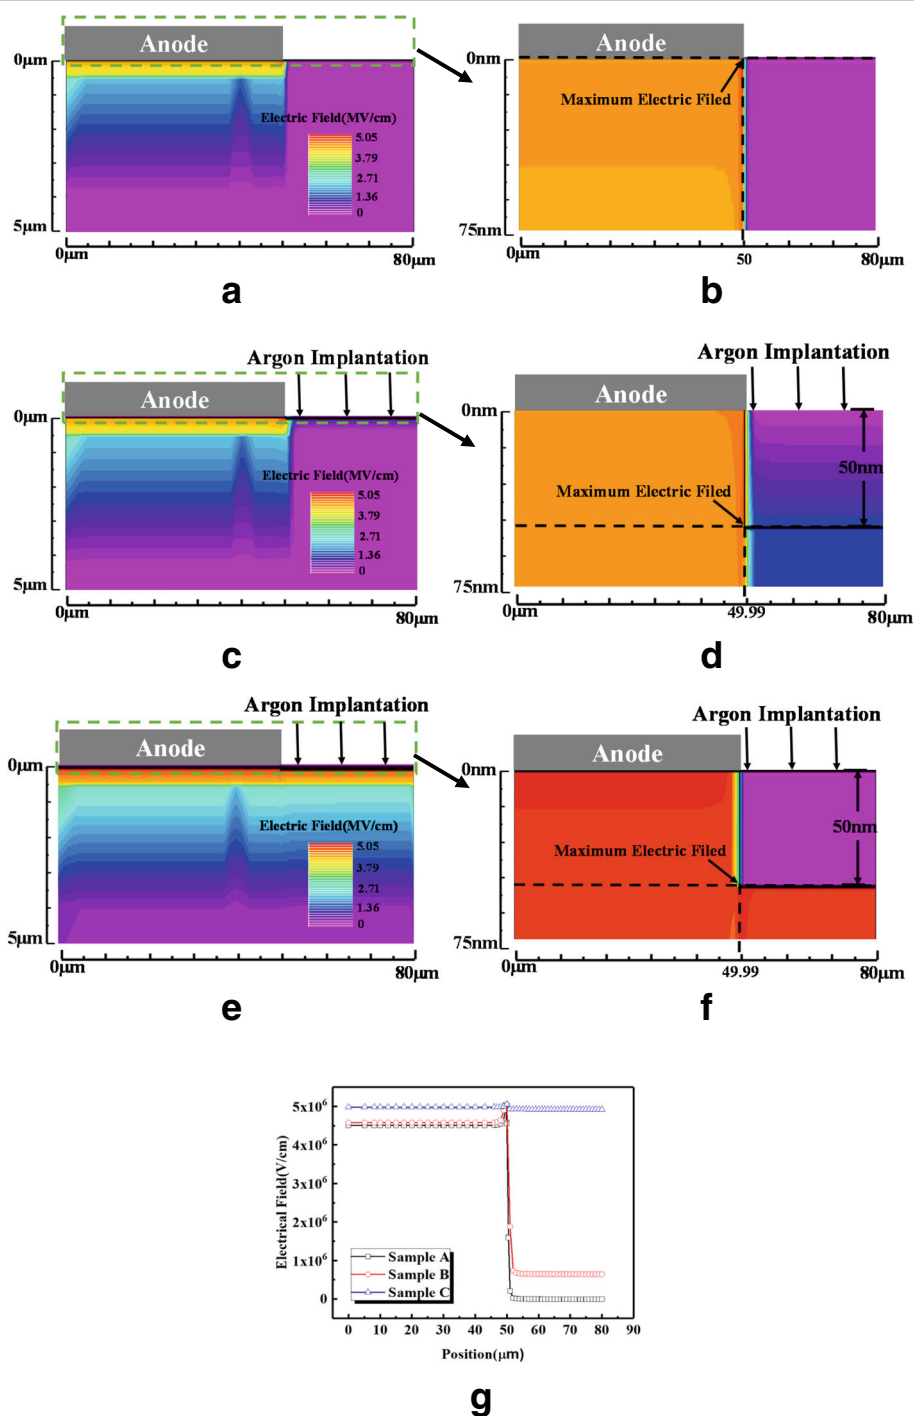 Anode
0μm
Electric Field(MV/cm)
5.05
3.79
2.71
1.36
0
5μm
0μm
80μm
a
Anode
0nm
Maximum Electric Filed
75nm
0μm
50
80μm
b
Argon Implantation
Anode
0μm
Electric Field(MV/cm)
5.05
3.79
2.71
1.36
0
5μm
0μm
80μm
c
Argon Implantation
Anode
0nm
50nm
Maximum Electric Filed
75nm
0μm
49.99
80μm
d
Argon Implantation
Anode
0μm
Electric Field(MV/cm)
5.05
3.79
2.71
1.36
0
5μm
0μm
80μm
e
Argon Implantation
Anode
0nm
50nm
Maximum Electric Filed
75nm
0μm
49.99
80μm
f
Electrical Field(V/cm)
5x10⁶
4x10⁶
3x10⁶
2x10⁶
1x10⁶
0
Sample A
Sample B
Sample C
0 10 20 30 40 50 60 70 80 90
Position(μm)
g